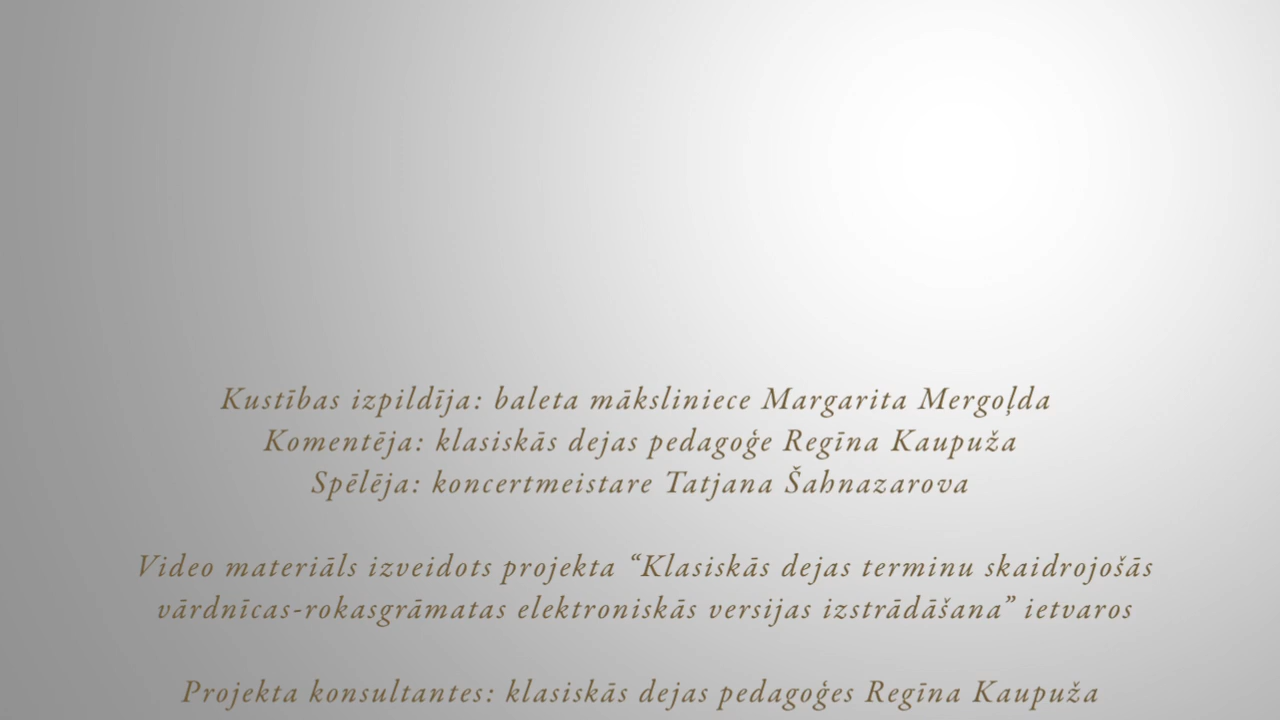 Kustības izpildīja: baleta māksliniece Margarita Mergoļda
Komentēja: klasiskās dejas pedagoģe Regīna Kaupuža
Spēlēja: koncertmeistare Tatjana Šahnazarova
Video materiāls izveidots projekta “Klasiskās dejas terminu skaidrojošās
vārdnīcas-rokasgrāmatas elektroniskās versijas izstrādāšana” ietvaros
Projekta konsultantes: klasiskās dejas pedagoģes Regīna Kaupuža